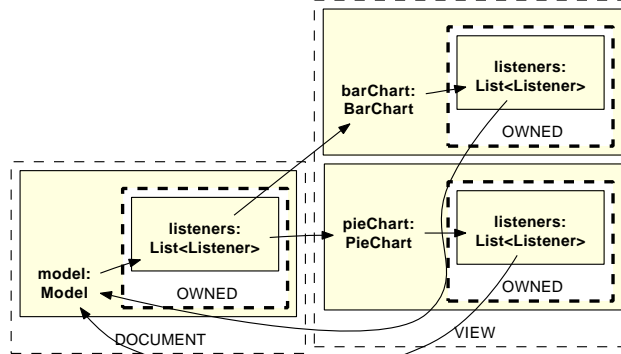 barChart:
BarChart
listeners:
List<Listener>
OWNED
model:
Model
listeners:
List<Listener>
OWNED
DOCUMENT
pieChart:
PieChart
listeners:
List<Listener>
OWNED
VIEW